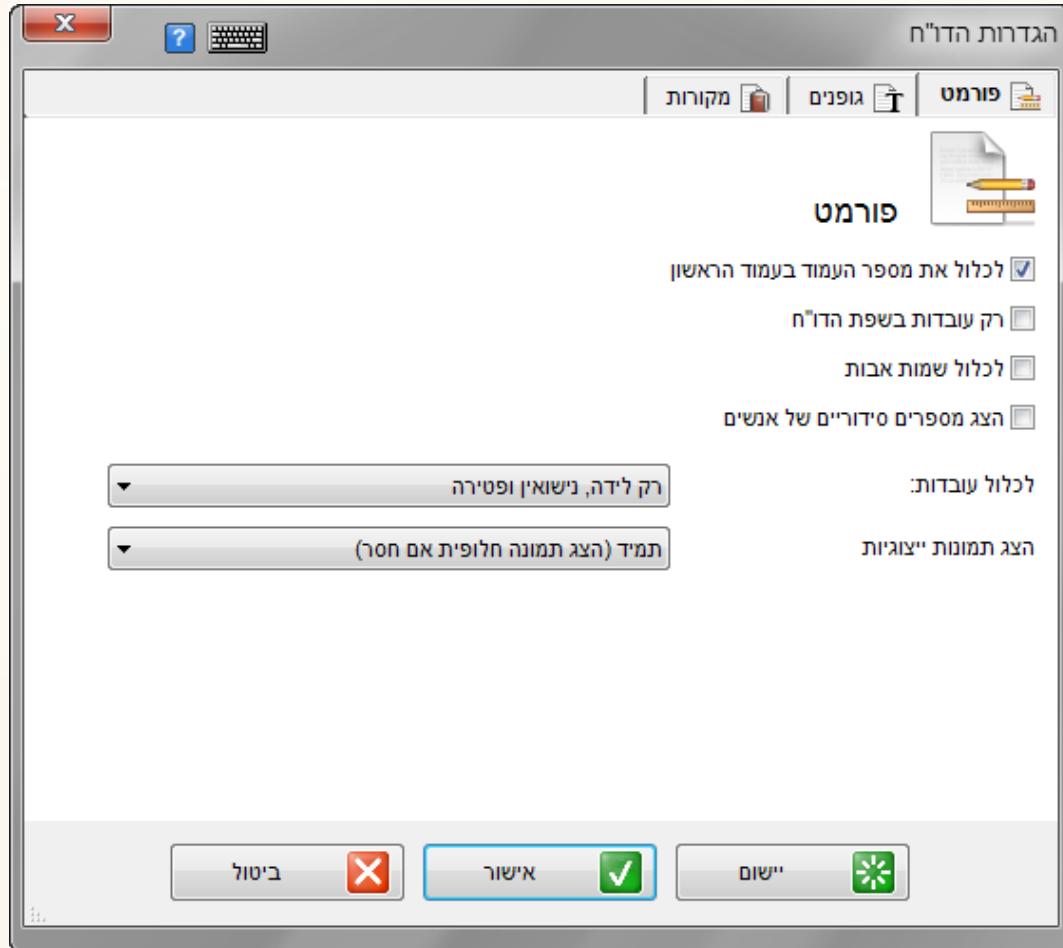 הגדרות הדו"ח
פורמט גופנים מקורות
פורמט
לכלול את מספר העמוד בעמוד הראשון
רק עובדות בשפת הדו"ח
לכלול שמות אבות
הצג מספרים סידוריים של אנשים
לכלול עובדות: רק לידה, נישואין ופטירה
הצג תמונות ייצוגיות תמיד (הצג תמונה חלופית אם חסר)
יישום אישור ביטול